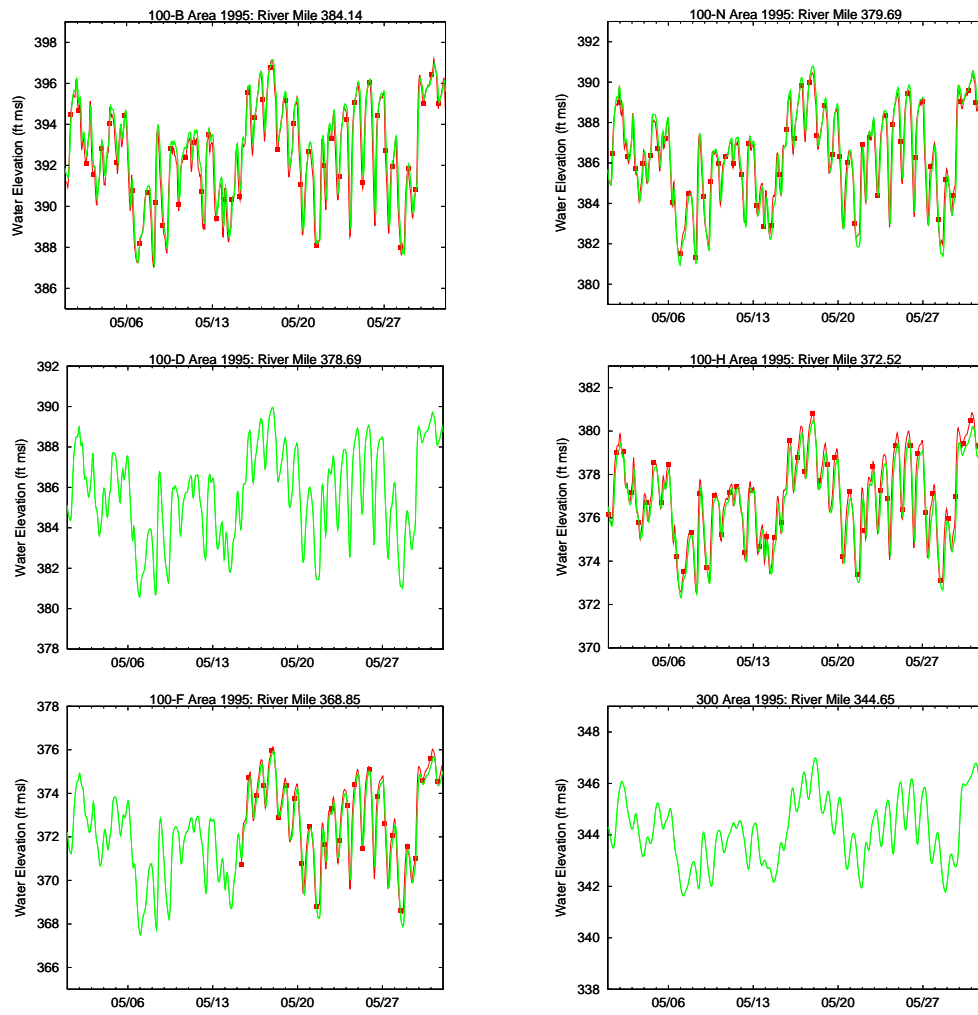 100-B Area 1995: River Mile 384.14
Water Elevation (ft msl)
398
396
394
392
390
388
386
05/06 05/13 05/20 05/27
100-N Area 1995: River Mile 379.69
Water Elevation (ft msl)
392
390
388
386
384
382
380
05/06 05/13 05/20 05/27
100-D Area 1995: River Mile 378.69
Water Elevation (ft msl)
392
390
388
386
384
382
380
378
05/06 05/13 05/20 05/27
100-H Area 1995: River Mile 372.52
Water Elevation (ft msl)
382
380
378
376
374
372
370
05/06 05/13 05/20 05/27
100-F Area 1995: River Mile 368.85
Water Elevation (ft msl)
378
376
374
372
370
368
366
05/06 05/13 05/20 05/27
300 Area 1995: River Mile 344.65
Water Elevation (ft msl)
348
346
344
342
340
338
05/06 05/13 05/20 05/27